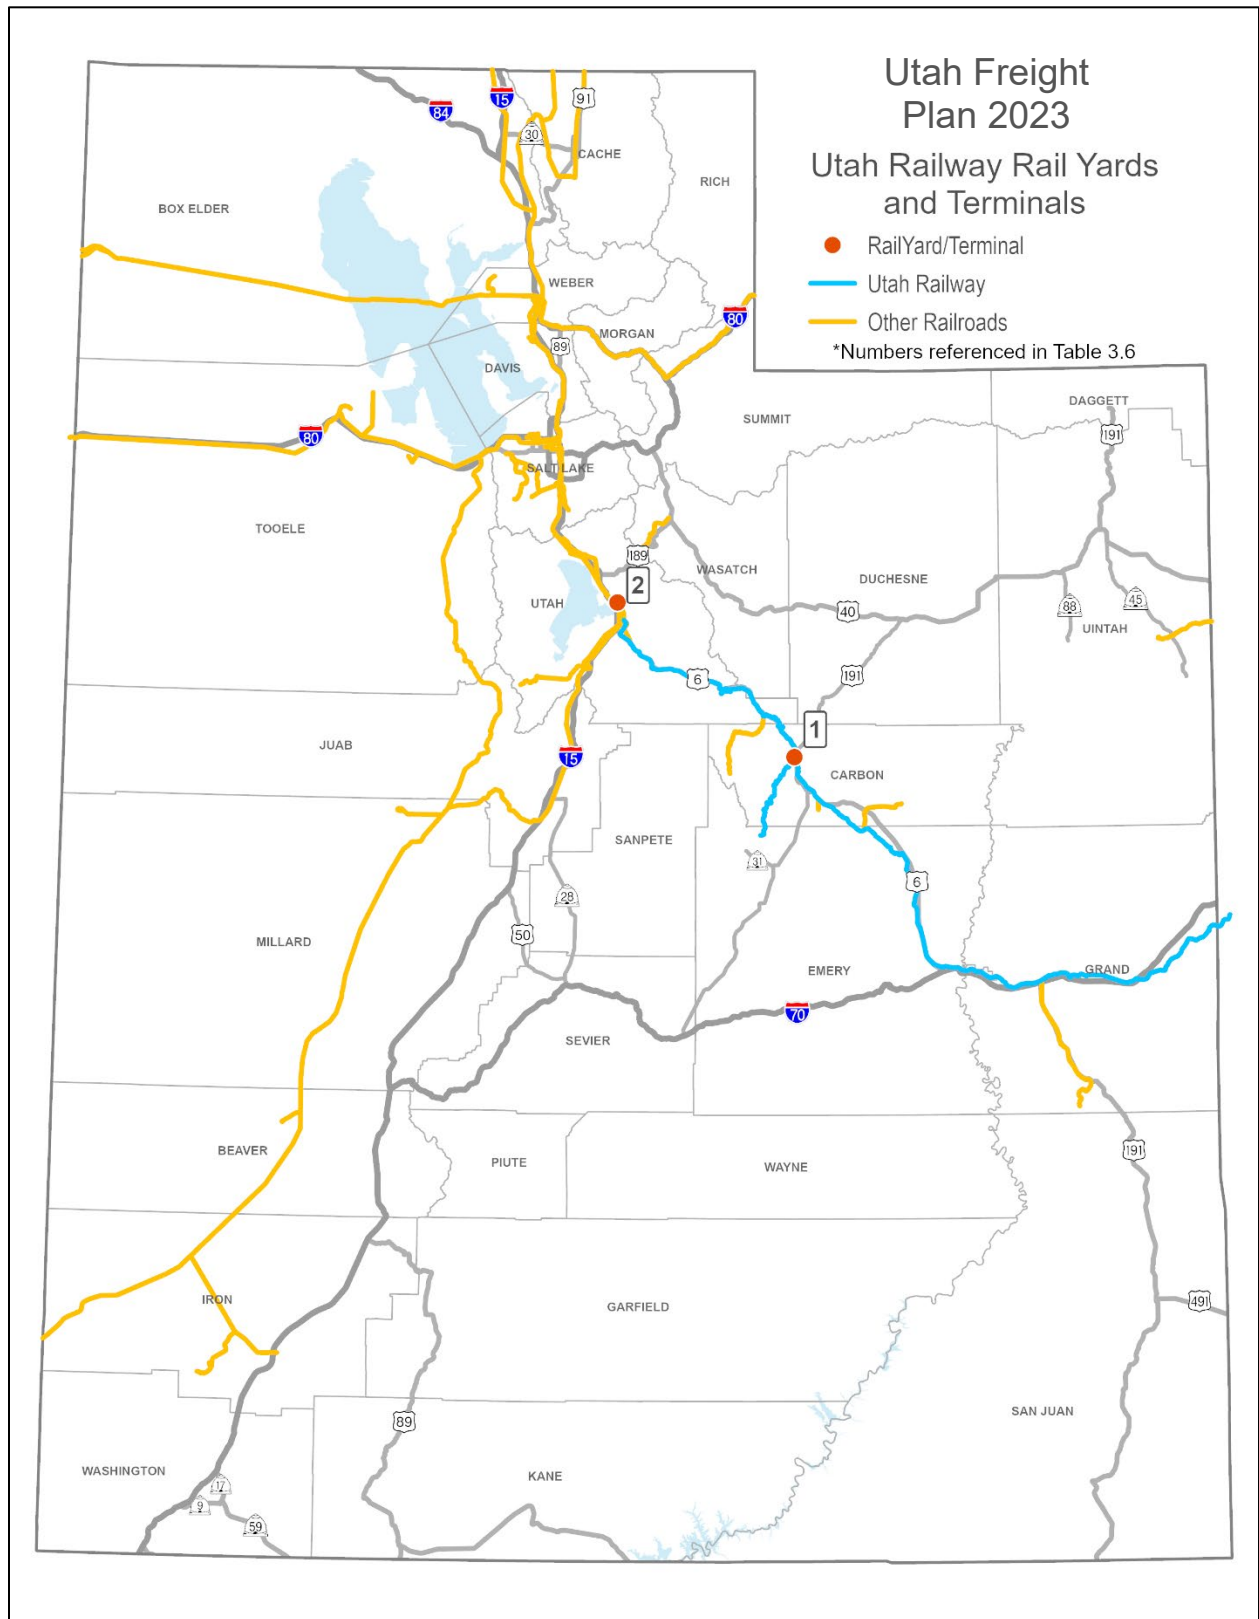 Utah Freight
Plan 2023
Utah Railway Rail Yards
and Terminals
RailYard/Terminal
Utah Railway
Other Railroads
*Numbers referenced in Table 3.6
84
15
91
30
CACHE
RICH
BOX ELDER
WEBER
80
MORGAN
89
DAVIS
SUMMIT
DAGGETT
191
80
SALT LAKE
TOOELE
189
WASATCH
DUCHESNE
2
UTAH
40
88
45
UINTAH
6
191
1
JUAB
15
CARBON
SANPETE
31
6
28
50
MILLARD
EMERY
GRAND
70
SEVIER
BEAVER
PIUTE
WAYNE
191
IRON
GARFIELD
491
89
SAN JUAN
WASHINGTON
KANE
17
9
59